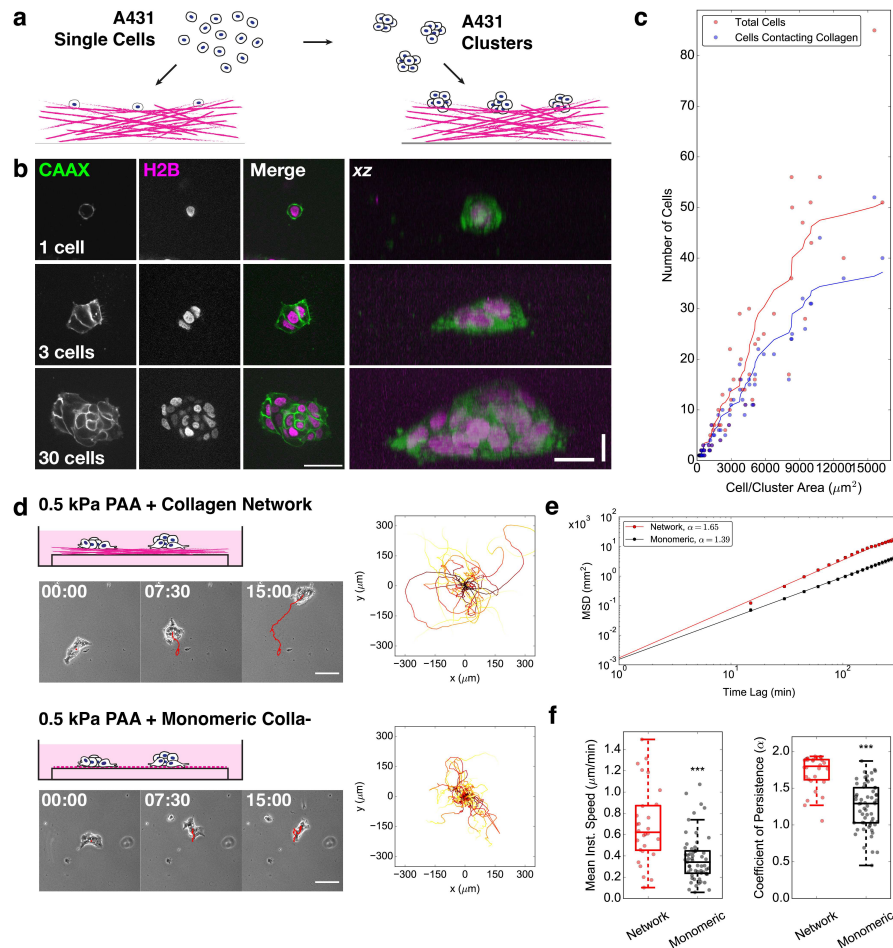 a
A431
Single Cells
A431
Clusters
b
CAAX
H2B
Merge
xz
1 cell
3 cells
30 cells
c
Total Cells
Cells Contacting Collagen
Number of Cells
80
70
60
50
40
30
20
10
0
0 3000 6000 9000 12000 15000
Cell/Cluster Area (μm²)
d
0.5 kPa PAA + Collagen Network
00:00
07:30
15:00
300
150
0
−150
−300
y (μm)
−300 −150 0 150 300
x (μm)
0.5 kPa PAA + Monomeric Colla-
00:00
07:30
15:00
300
150
0
−150
−300
y (μm)
−300 −150 0 150 300
x (μm)
e
×10³
Network, α = 1.65
Monomeric, α = 1.39
MSD (mm²)
10²
10¹
10⁰
10⁻¹
10⁻²
10⁻³
10⁰ 10¹ 10²
Time Lag (min)
f
Mean Inst. Speed (μm/min)
1.4
1.2
1.0
0.8
0.6
0.4
0.2
0.0
***
Network
Monomeric
Coefficient of Persistence (α)
2.0
1.5
1.0
0.5
0.0
***
Network
Monomeric